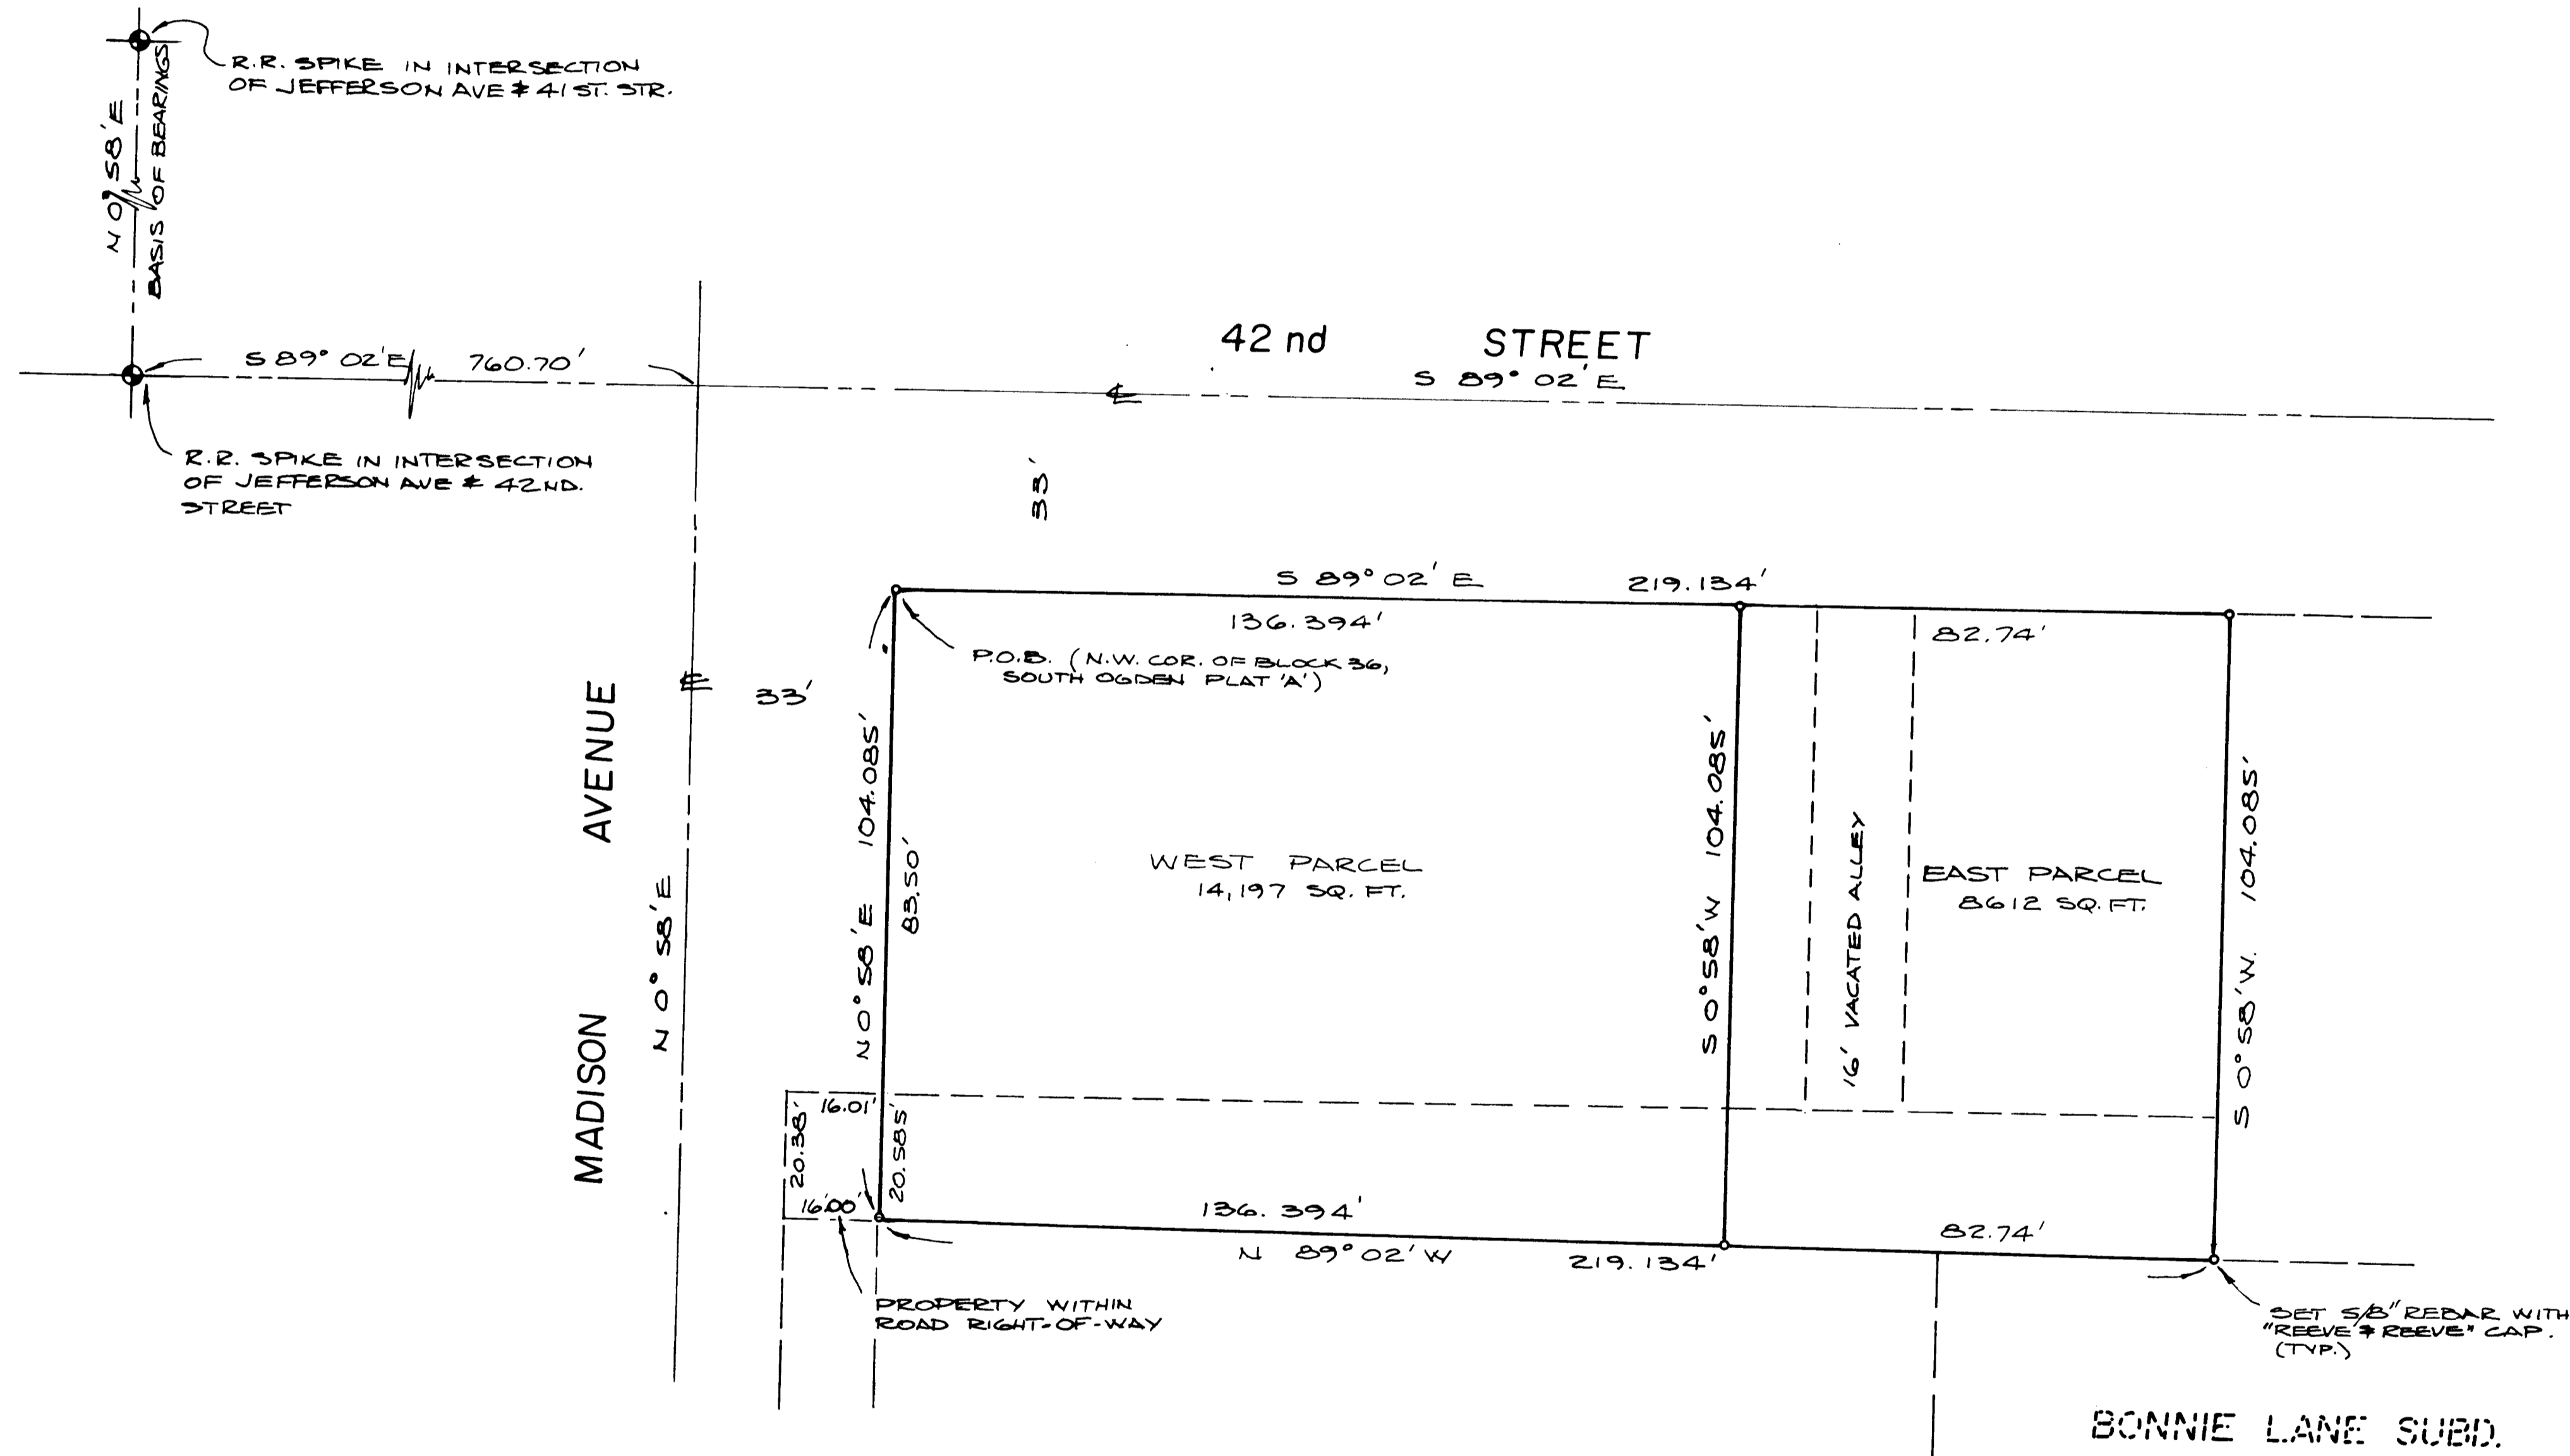 R.R. SPIKE IN INTERSECTION
OF JEFFERSON AVE & 41ST. STR.
N 0° 58' E
BASIS OF BEARINGS
S 89° 02' E 760.70'
R.R. SPIKE IN INTERSECTION
OF JEFFERSON AVE & 42ND.
STREET
42 nd STREET
S 89° 02' E
33'
S 89° 02' E 219.134'
136.394'
82.74'
P.O.B. (N.W. COR. OF BLOCK 36,
SOUTH OGDEN PLAT 'A')
33'
MADISON AVENUE
N 0° 58' E
N 0° 58' E 104.085'
83.50'
WEST PARCEL
14,197 SQ. FT.
S 0° 58' W 104.085'
16' VACATED ALLEY
EAST PARCEL
8612 SQ. FT.
S 0° 58' W. 104.085'
16.01'
20.38'
20.585'
16.00'
136.394'
82.74'
N 89° 02' W 219.134'
PROPERTY WITHIN
ROAD RIGHT-OF-WAY
SET 5/8" REBAR WITH
"REEVE & REEVE" CAP.
(TYP.)
BONNIE LANE SUBD.